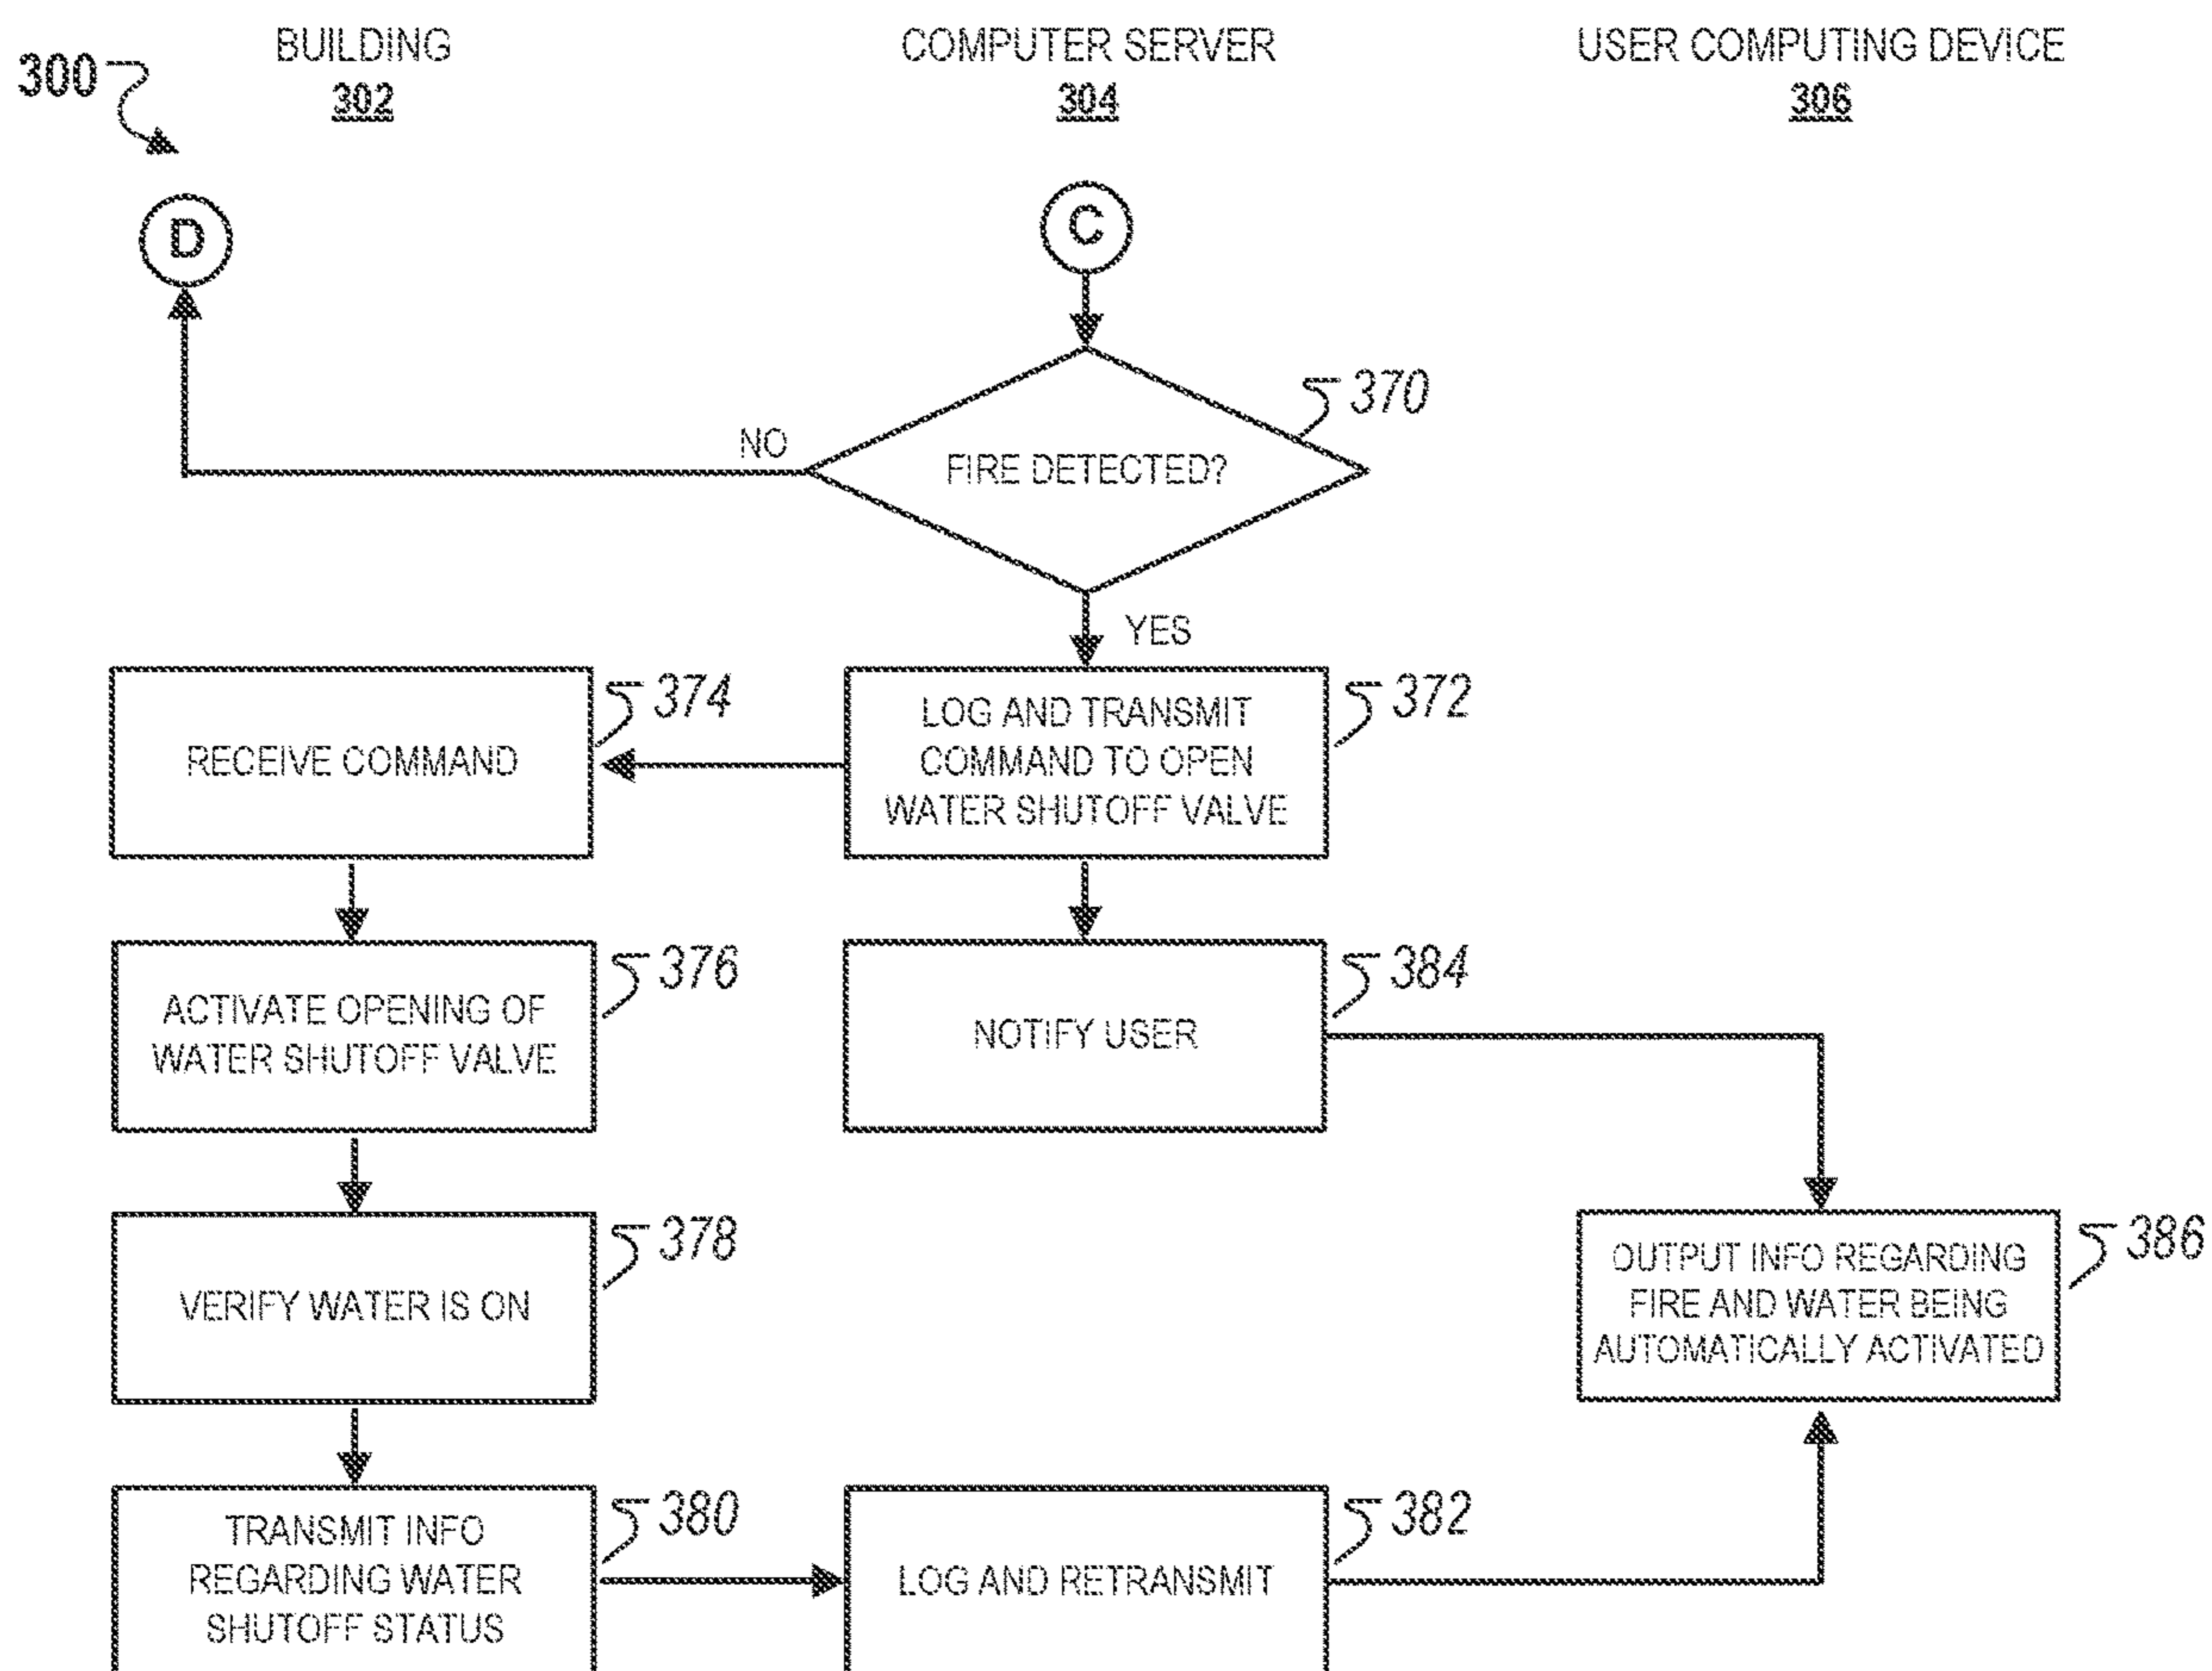 BUILDING
302
COMPUTER SERVER
304
USER COMPUTING DEVICE
306
300
D
C
370
NO
FIRE DETECTED?
YES
374
RECEIVE COMMAND
372
LOG AND TRANSMIT
COMMAND TO OPEN
WATER SHUTOFF VALVE
376
ACTIVATE OPENING OF
WATER SHUTOFF VALVE
384
NOTIFY USER
378
VERIFY WATER IS ON
386
OUTPUT INFO REGARDING
FIRE AND WATER BEING
AUTOMATICALLY ACTIVATED
380
TRANSMIT INFO
REGARDING WATER
SHUTOFF STATUS
382
LOG AND RETRANSMIT